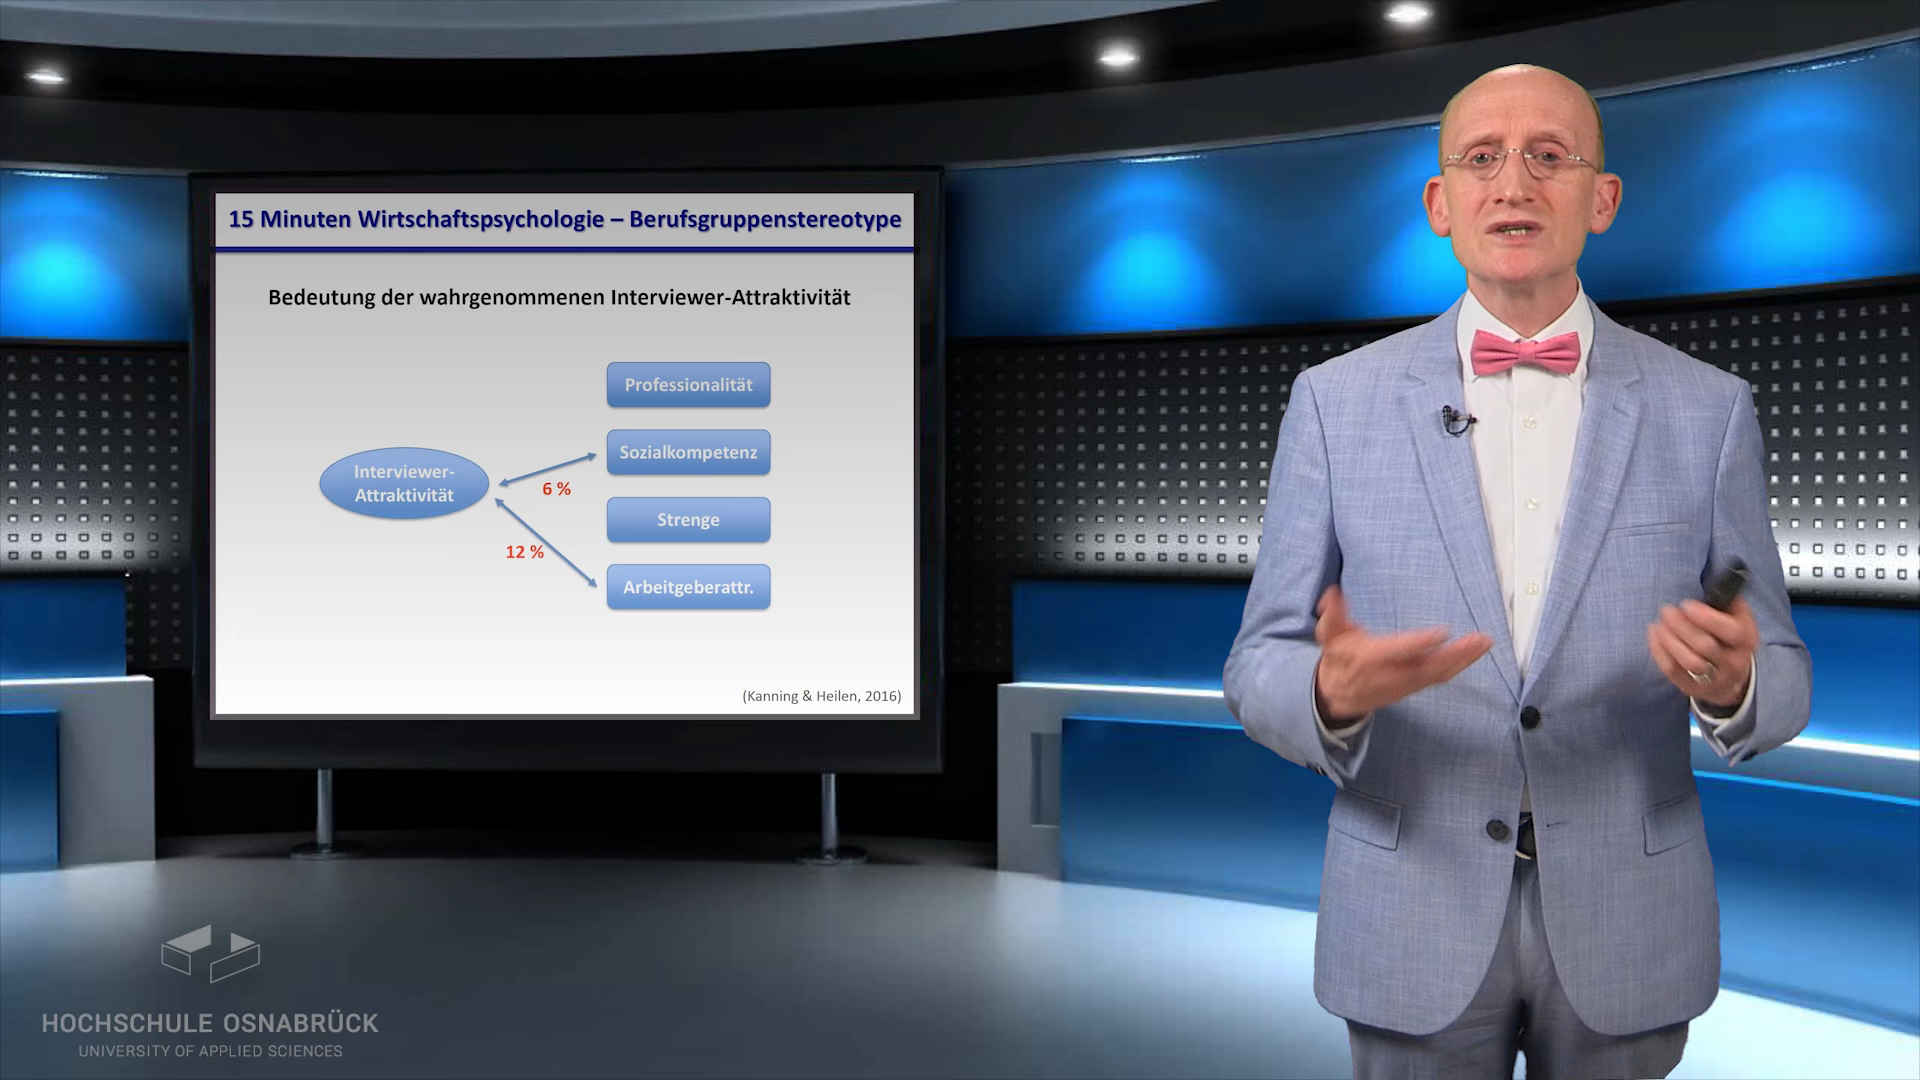 15 Minuten Wirtschaftspsychologie – Berufsgruppenstereotype
Bedeutung der wahrgenommenen Interviewer-Attraktivität
Professionalität
Sozialkompetenz
Interviewer-
Attraktivität
6 %
Strenge
12 %
Arbeitgeberattr.
(Kanning & Heilen, 2016)
HOCHSCHULE OSNABRÜCK
UNIVERSITY OF APPLIED SCIENCES